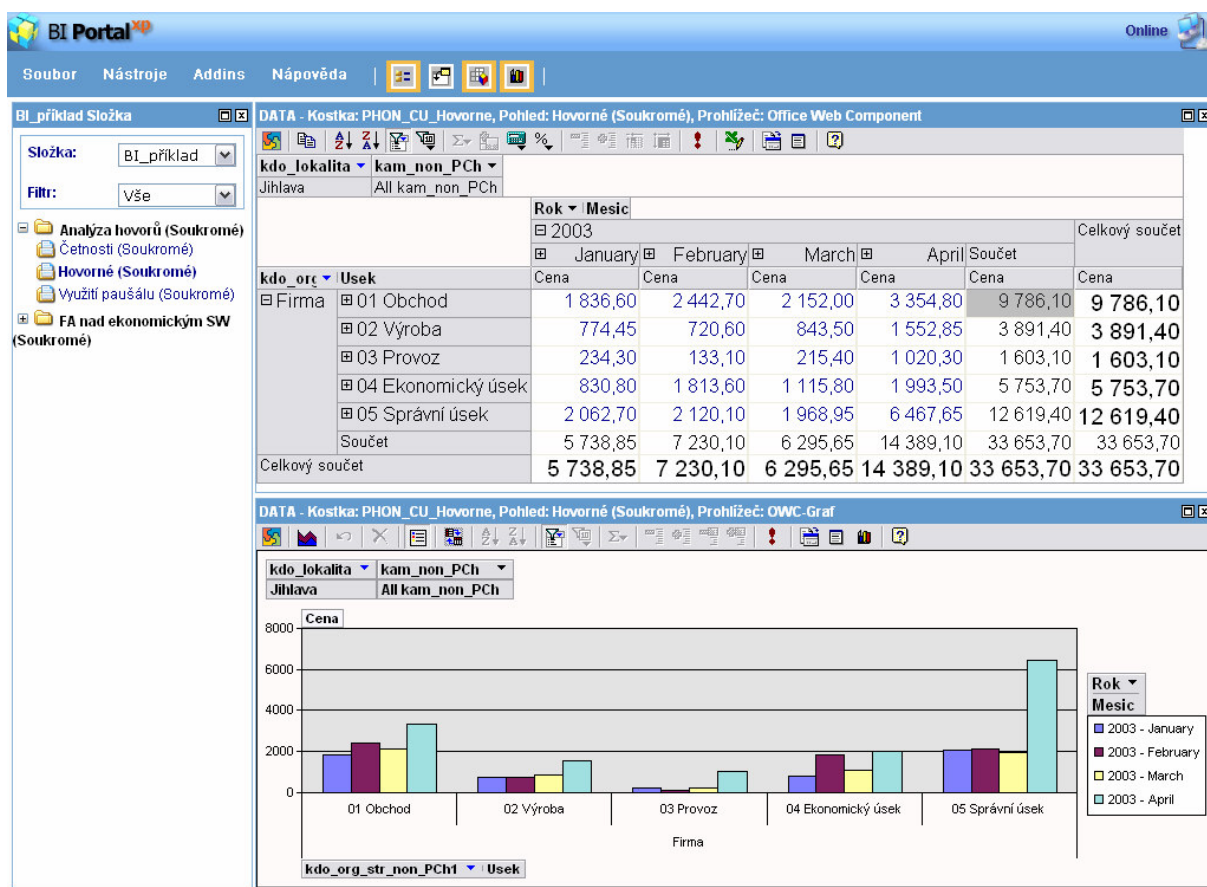 BI Portal xp Online
Soubor Nástroje Addins Nápověda
BI_příklad Složka
Složka: BI_příklad
Filtr: Vše
Analýza hovorů (Soukromé)
Četnosti (Soukromé)
Hovorné (Soukromé)
Využití paušálu (Soukromé)
FA nad ekonomickým SW
(Soukromé)
DATA - Kostka: PHON_CU_Hovorne, Pohled: Hovorné (Soukromé), Prohlížeč: Office Web Component
kdo_lokalita kam_non_PCh
Jihlava All kam_non_PCh
Rok Mesic
2003 Celkový součet
January February March April Součet
kdo_org Usek Cena Cena Cena Cena Cena Cena
Firma 01 Obchod 1 836,60 2 442,70 2 152,00 3 354,80 9 786,10 9 786,10
02 Výroba 774,45 720,60 843,50 1 552,85 3 891,40 3 891,40
03 Provoz 234,30 133,10 215,40 1 020,30 1 603,10 1 603,10
04 Ekonomický úsek 830,80 1 813,60 1 115,80 1 993,50 5 753,70 5 753,70
05 Správní úsek 2 062,70 2 120,10 1 968,95 6 467,65 12 619,40 12 619,40
Součet 5 738,85 7 230,10 6 295,65 14 389,10 33 653,70 33 653,70
Celkový součet 5 738,85 7 230,10 6 295,65 14 389,10 33 653,70 33 653,70
DATA - Kostka: PHON_CU_Hovorne, Pohled: Hovorné (Soukromé), Prohlížeč: OWC-Graf
kdo_lokalita kam_non_PCh
Jihlava All kam_non_PCh
Cena
8000
6000
4000
2000
0
01 Obchod 02 Výroba 03 Provoz 04 Ekonomický úsek 05 Správní úsek
Firma
kdo_org_str_non_PCh1 Usek
Rok
Mesic
2003 - January
2003 - February
2003 - March
2003 - April